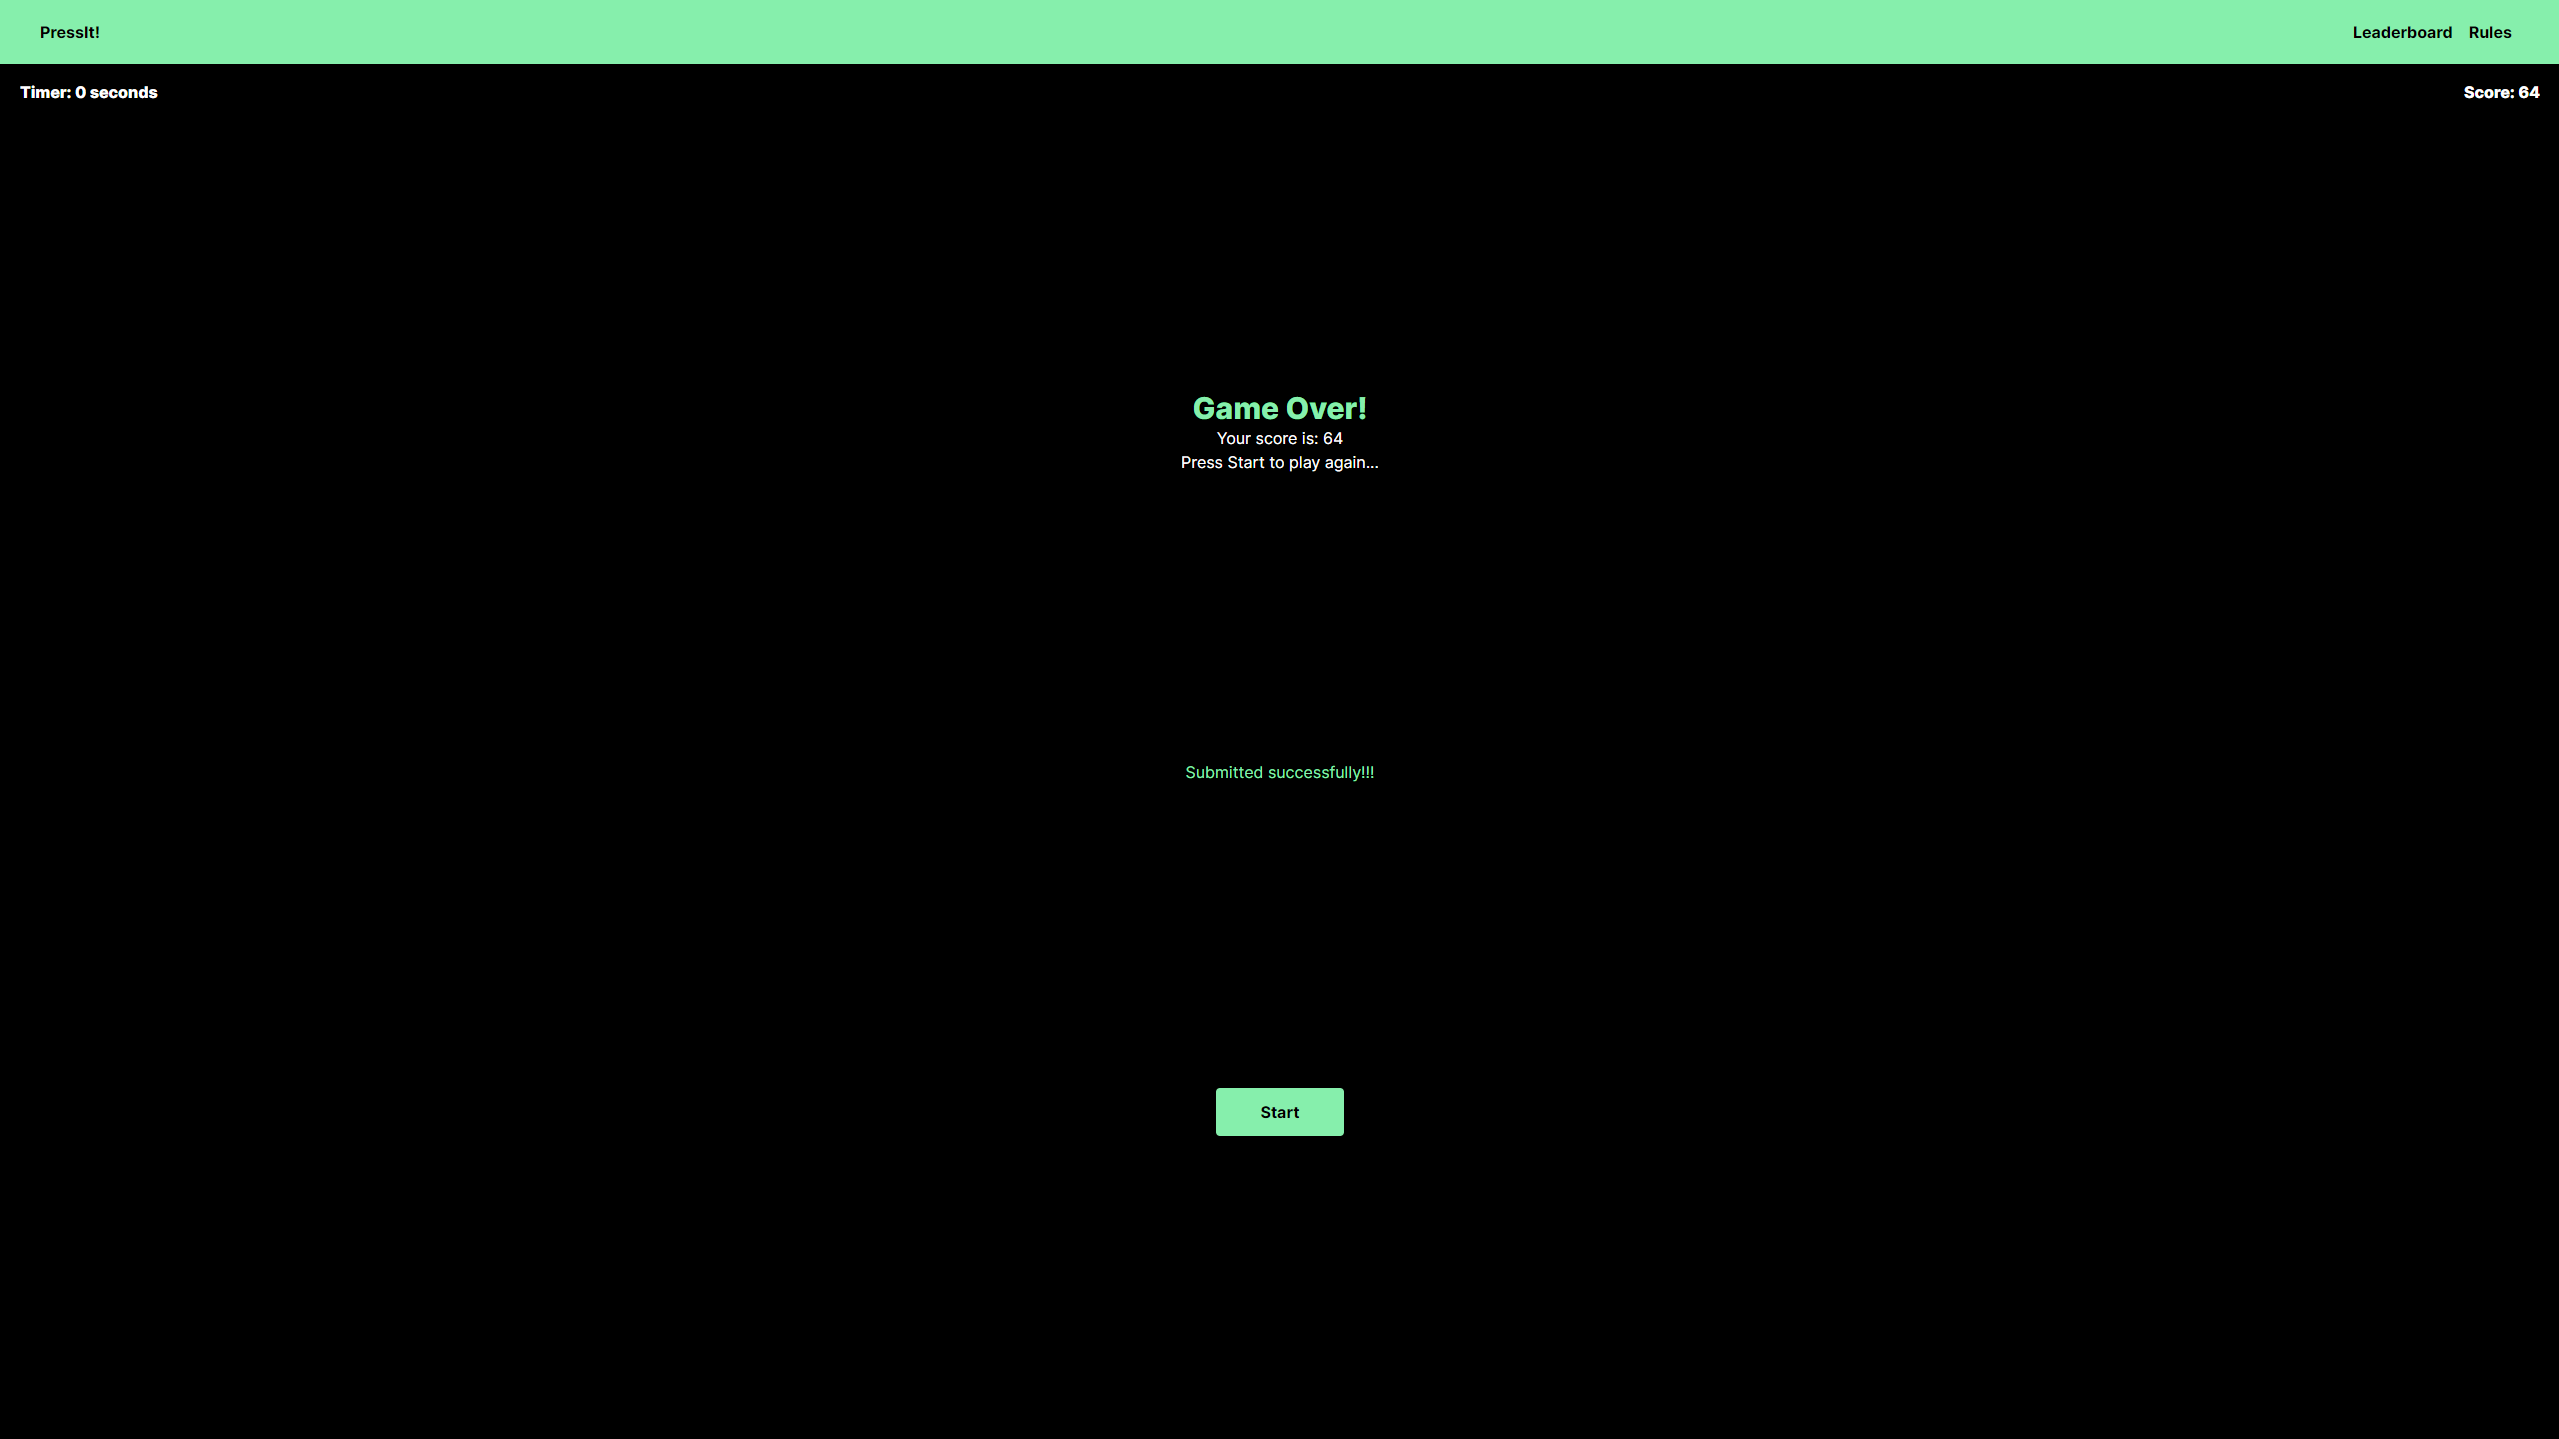 PressIt!
Leaderboard Rules
Timer: 0 seconds
Score: 64
Game Over!
Your score is: 64
Press Start to play again...
Submitted successfully!!!
Start